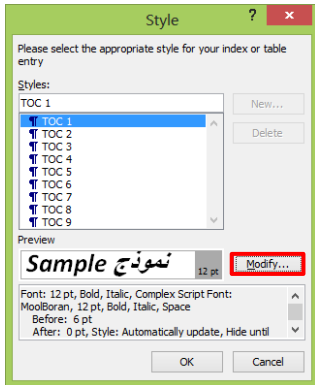 Style
?
×
Please select the appropriate style for your index or table
entry
Styles:
TOC 1
New...
¶ TOC 1
¶ TOC 2
¶ TOC 3
¶ TOC 4
¶ TOC 5
¶ TOC 6
¶ TOC 7
¶ TOC 8
¶ TOC 9
Delete
Preview
Sample نموذج
12 pt
Modify...
Font: 12 pt, Bold, Italic, Complex Script Font:
MoolBoran, 12 pt, Bold, Italic, Space
Before: 6 pt
After: 0 pt, Style: Automatically update, Hide until
OK
Cancel